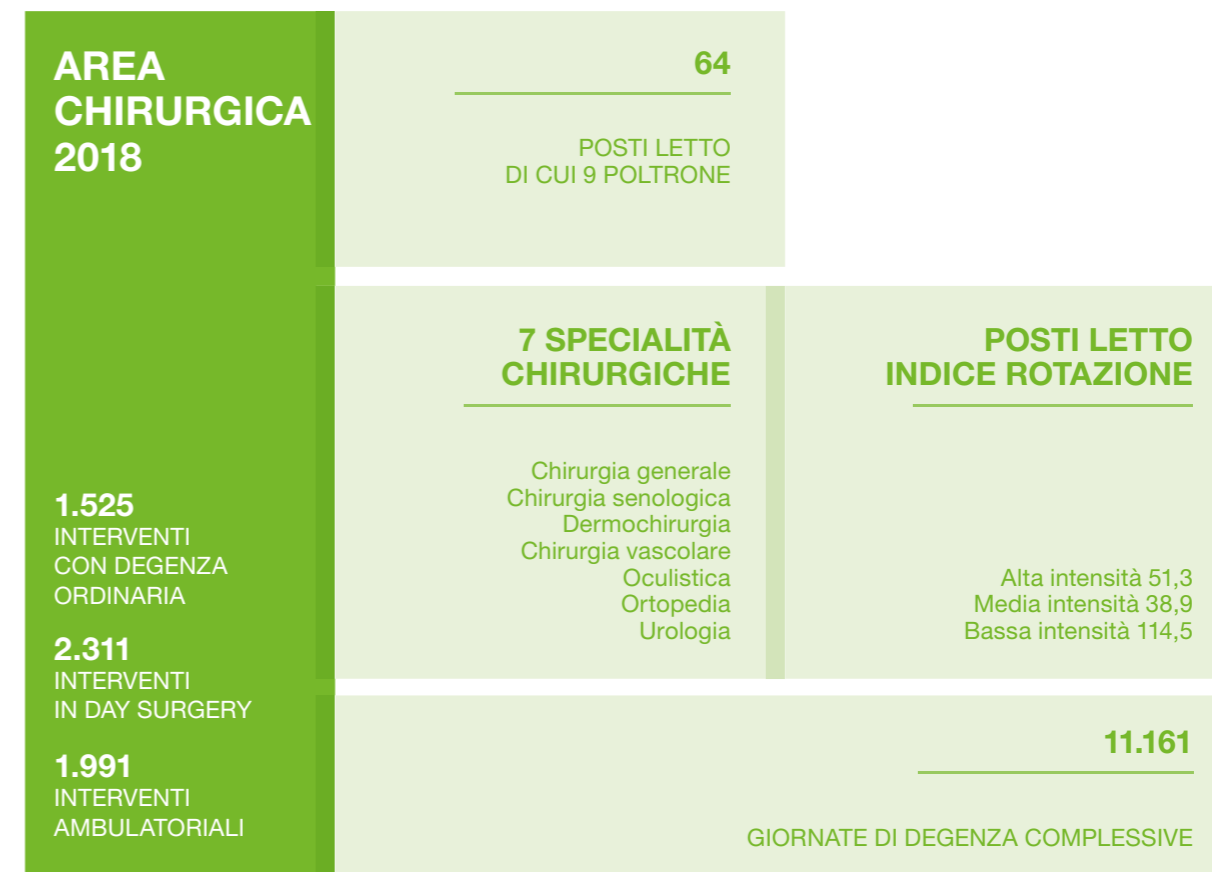 AREA
CHIRURGICA
2018
1.525
INTERVENTI
CON DEGENZA
ORDINARIA
2.311
INTERVENTI
IN DAY SURGERY
1.991
INTERVENTI
AMBULATORIALI
64
POSTI LETTO
DI CUI 9 POLTRONE
7 SPECIALITÀ
CHIRURGICHE
Chirurgia generale
Chirurgia senologica
Dermochirurgia
Chirurgia vascolare
Oculistica
Ortopedia
Urologia
POSTI LETTO
INDICE ROTAZIONE
Alta intensità 51,3
Media intensità 38,9
Bassa intensità 114,5
11.161
GIORNATE DI DEGENZA COMPLESSIVE